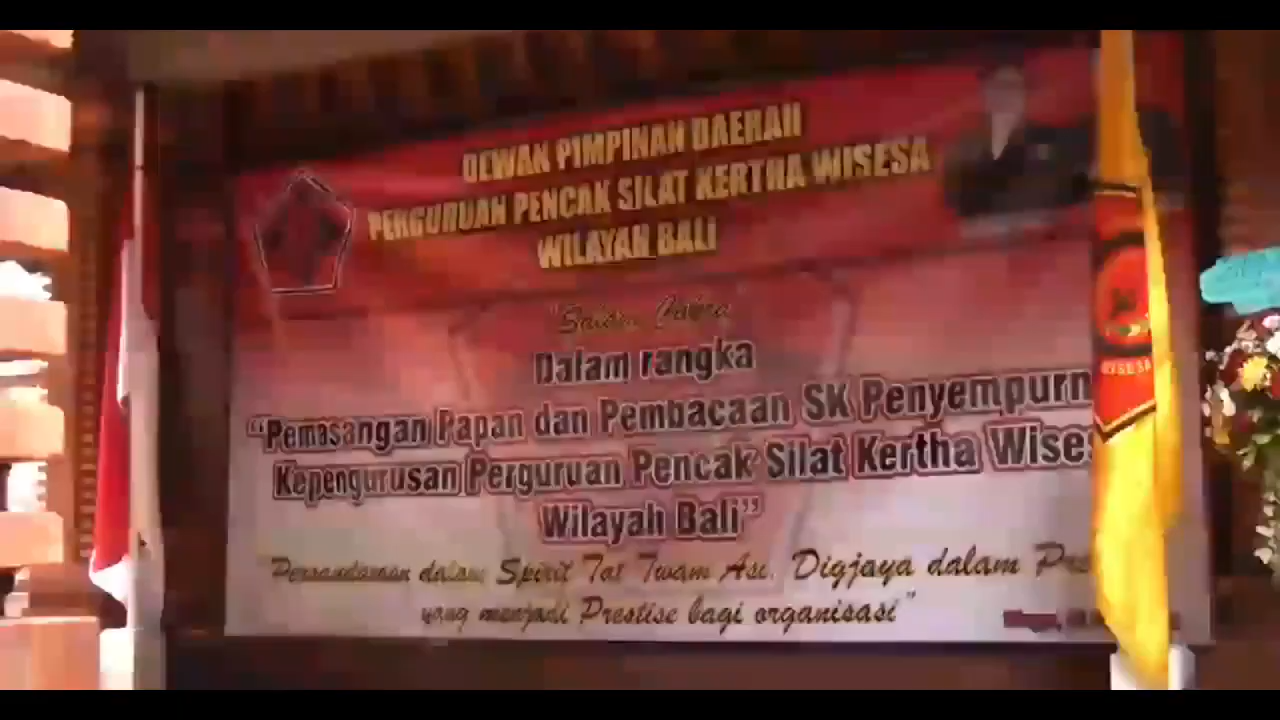 DEWAN PIMPINAN DAERAH
PERGURUAN PENCAK SILAT KERTHA WISESA
WILAYAH BALI
Dalam rangka
"Pemasangan Papan dan Pembacaan SK Penyempurn
Kepengurusan Perguruan Pencak Silat Kertha Wises
Wilayah Bali"
dalam Spirit Tat Twam Asi, Digjaya dalam Pre
yang menjadi Prestise bagi organisasi"
WISESA